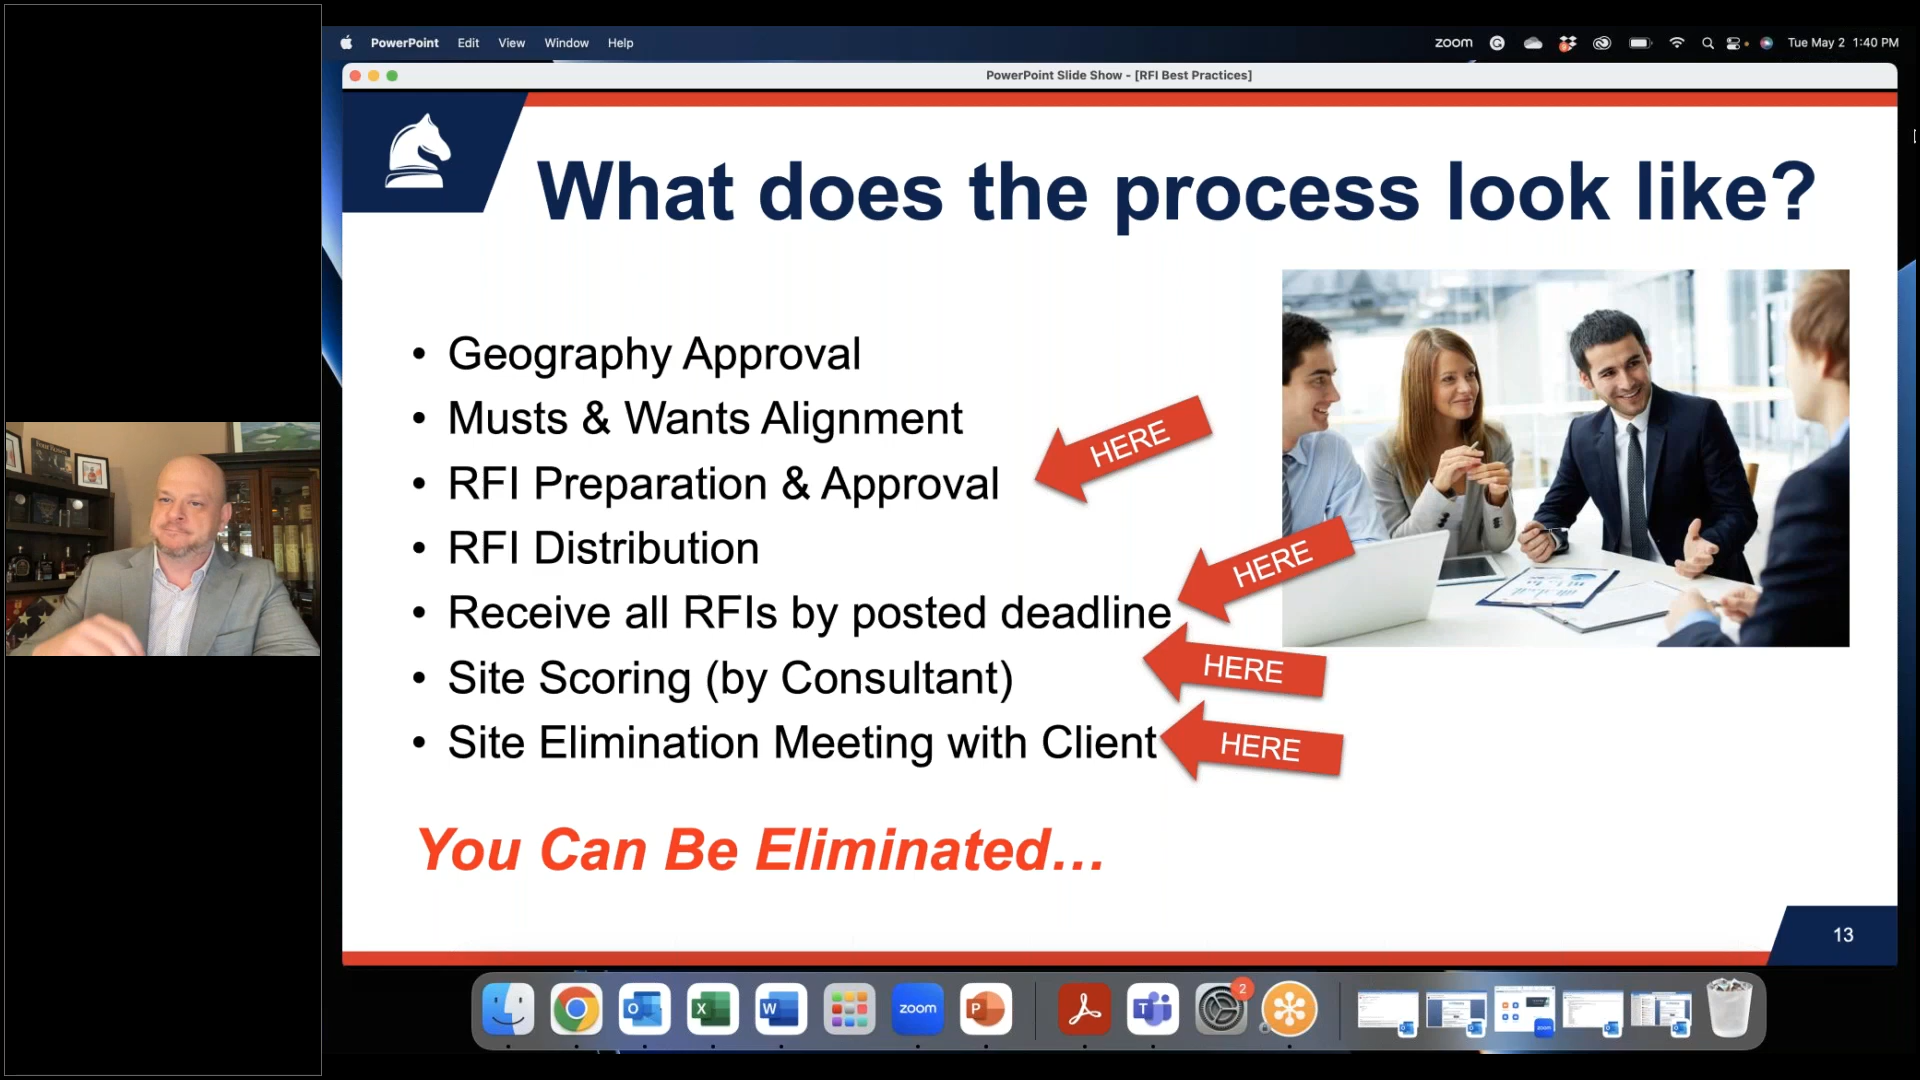 PowerPoint Edit View Window Help
zoom Tue May 2 1:40 PM
PowerPoint Slide Show - [RFI Best Practices]
What does the process look like?
• Geography Approval
• Musts & Wants Alignment
• RFI Preparation & Approval
HERE
• RFI Distribution
HERE
• Receive all RFIs by posted deadline
HERE
• Site Scoring (by Consultant)
• Site Elimination Meeting with Client
HERE
You Can Be Eliminated...
13
zoom
2